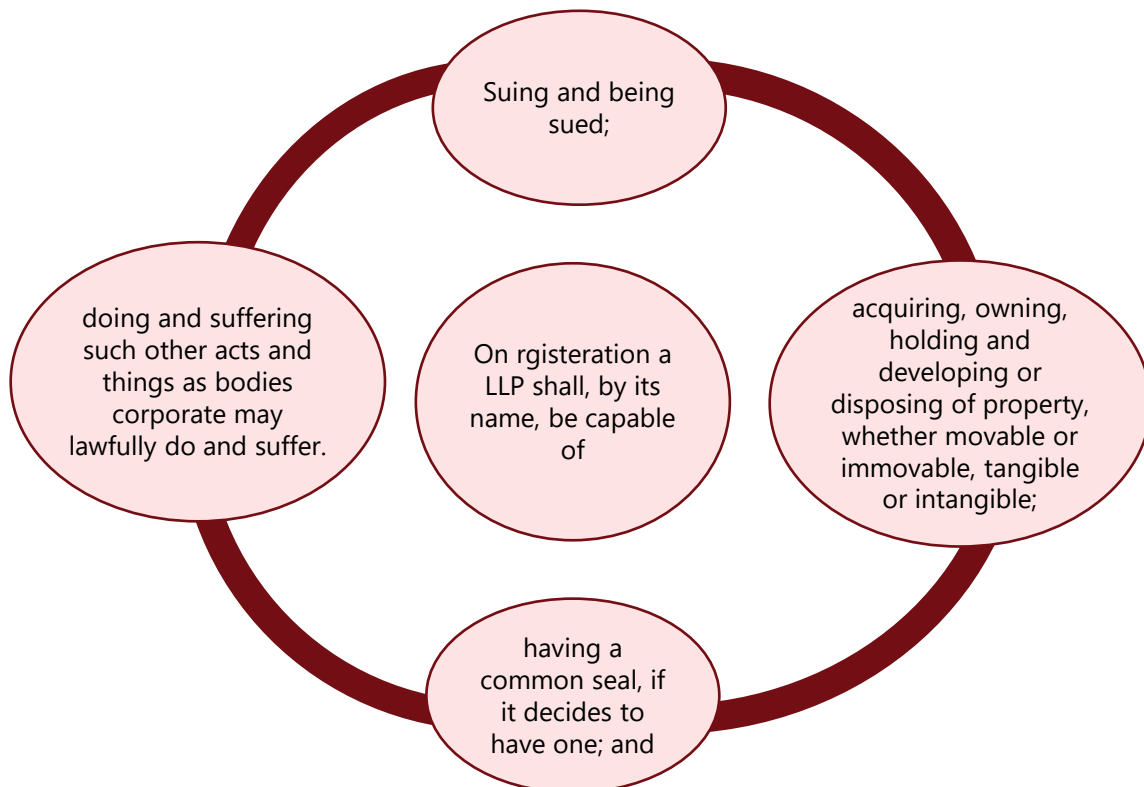 Suing and being
sued;
acquiring, owning,
holding and
developing or
disposing of property,
whether movable or
immovable, tangible
or intangible;
having a
common seal, if
it decides to
have one; and
doing and suffering
such other acts and
things as bodies
corporate may
lawfully do and suffer.
On rgisteration a
LLP shall, by its
name, be capable
of